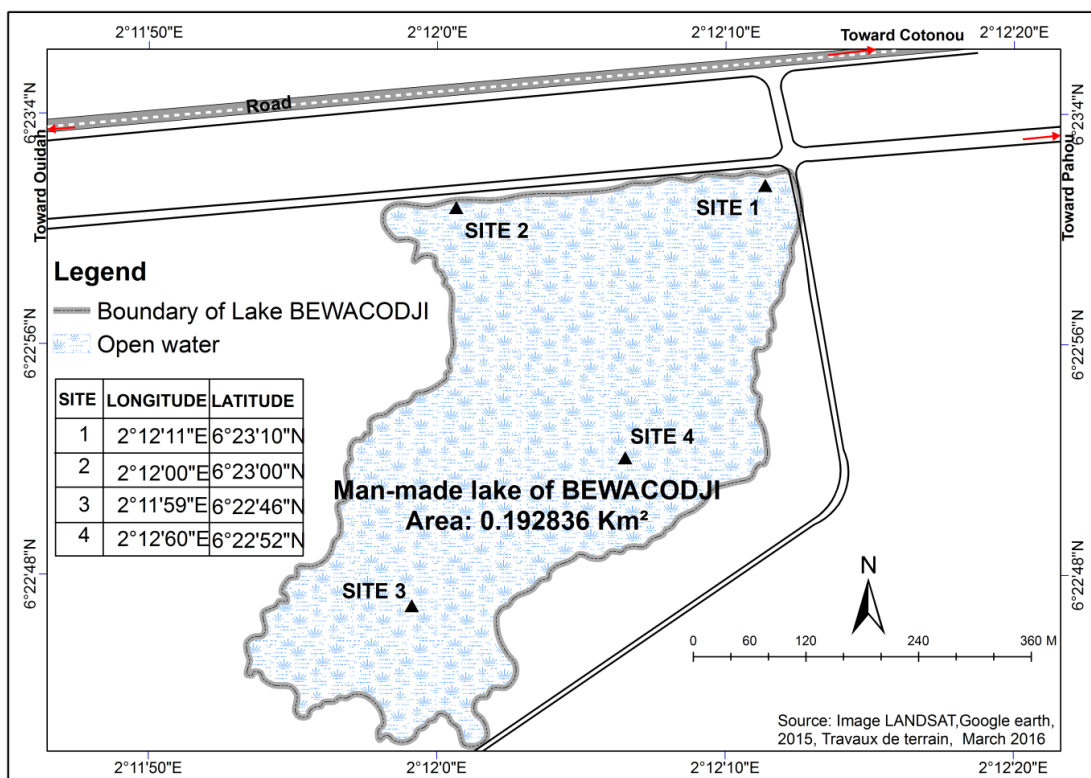 2°11'50"E 2°12'0"E 2°12'10"E 2°12'20"E
Toward Cotonou
Road
6°23'4"N
6°23'4"N
Toward Ouidah
Toward Pahou
SITE 1
SITE 2
Legend
Boundary of Lake BEWACODJI
Open water
6°22'56"N
6°22'56"N
SITE LONGITUDE LATITUDE
1 2°12'11"E 6°23'10"N
2 2°12'00"E 6°23'00"N
3 2°11'59"E 6°22'46"N
4 2°12'60"E 6°22'52"N
SITE 4
Man-made lake of BEWACODJI
Area: 0.192836 Km²
6°22'48"N
6°22'48"N
SITE 3
N
0 60 120 240 360 M
Source: Image LANDSAT,Google earth,
2015, Travaux de terrain, March 2016
2°11'50"E 2°12'0"E 2°12'10"E 2°12'20"E